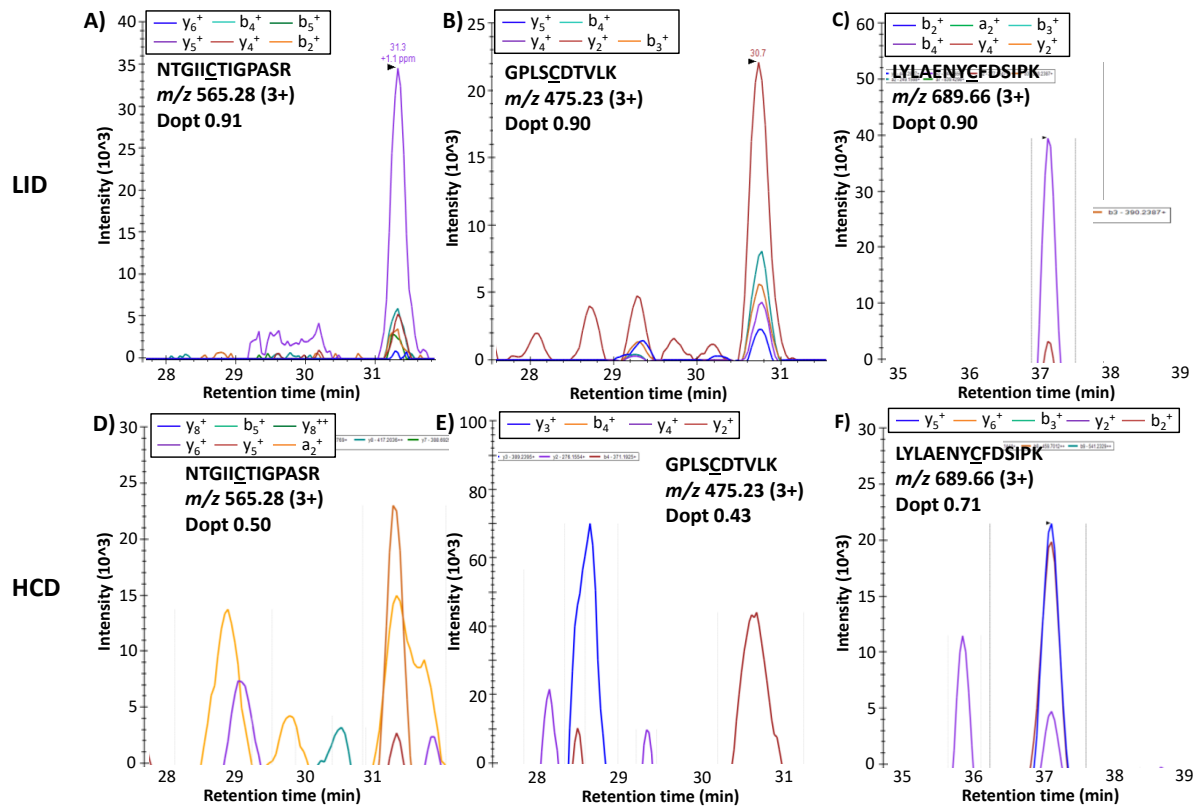 LID
A)
y6+ b4+ b5+
y5+ y4+ b2+
NTGIICTIGPASR
m/z 565.28 (3+)
Dopt 0.91
31.3
+1.1 ppm
Intensity (10^3)
40
35
30
25
20
15
10
5
0
28 29 30 31
Retention time (min)
B)
y5+ b4+
y4+ y2+ b3+
GPLSCDTVLK
m/z 475.23 (3+)
Dopt 0.90
30.7
Intensity (10^3)
25
20
15
10
5
0
28 29 30 31
Retention time (min)
C)
b2+ a2+ b3+
b4+ y4+ y2+
LYLAENYCFDSIPK
m/z 689.66 (3+)
Dopt 0.90
b3 - 390.2387+
Intensity (10^3)
60
50
40
30
20
10
0
35 36 37 38 39
Retention time (min)
HCD
D)
y8+ b5+ y8++
y6+ y5+ a2+
NTGIICTIGPASR
m/z 565.28 (3+)
Dopt 0.50
Intensity (10^3)
30
25
20
15
10
5
0
28 29 30 31
Retention time (min)
E)
y3+ b4+ y4+ y2+
GPLSCDTVLK
m/z 475.23 (3+)
Dopt 0.43
Intensity (10^3)
100
80
60
40
20
0
28 29 30 31
Retention time (min)
F)
y5+ y6+ b3+ y2+ b2+
LYLAENYCFDSIPK
m/z 689.66 (3+)
Dopt 0.71
Intensity (10^3)
30
25
20
15
10
5
0
35 36 37 38 39
Retention time (min)